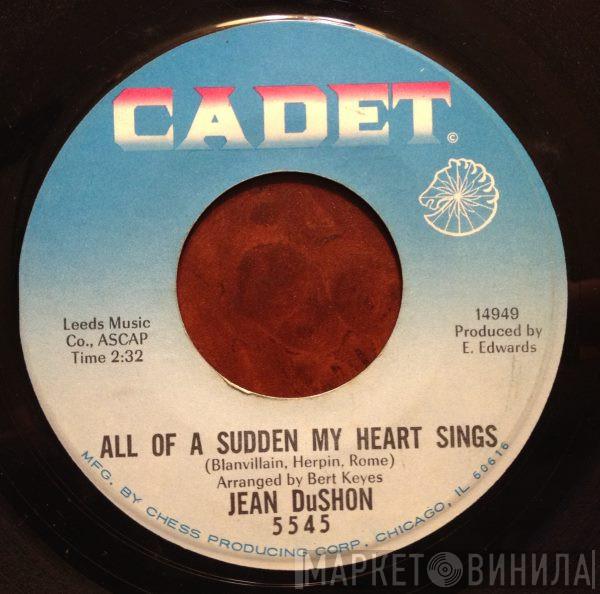 CADET
©
Leeds Music
Co., ASCAP
Time 2:32
14949
Produced by
E. Edwards
ALL OF A SUDDEN MY HEART SINGS
(Blanvillain, Herpin, Rome)
Arranged by Bert Keyes
JEAN DuSHON
5545
MFG. BY CHESS PRODUCING CORP. CHICAGO, IL 60616
МАРКЕТ ВИНИЛА